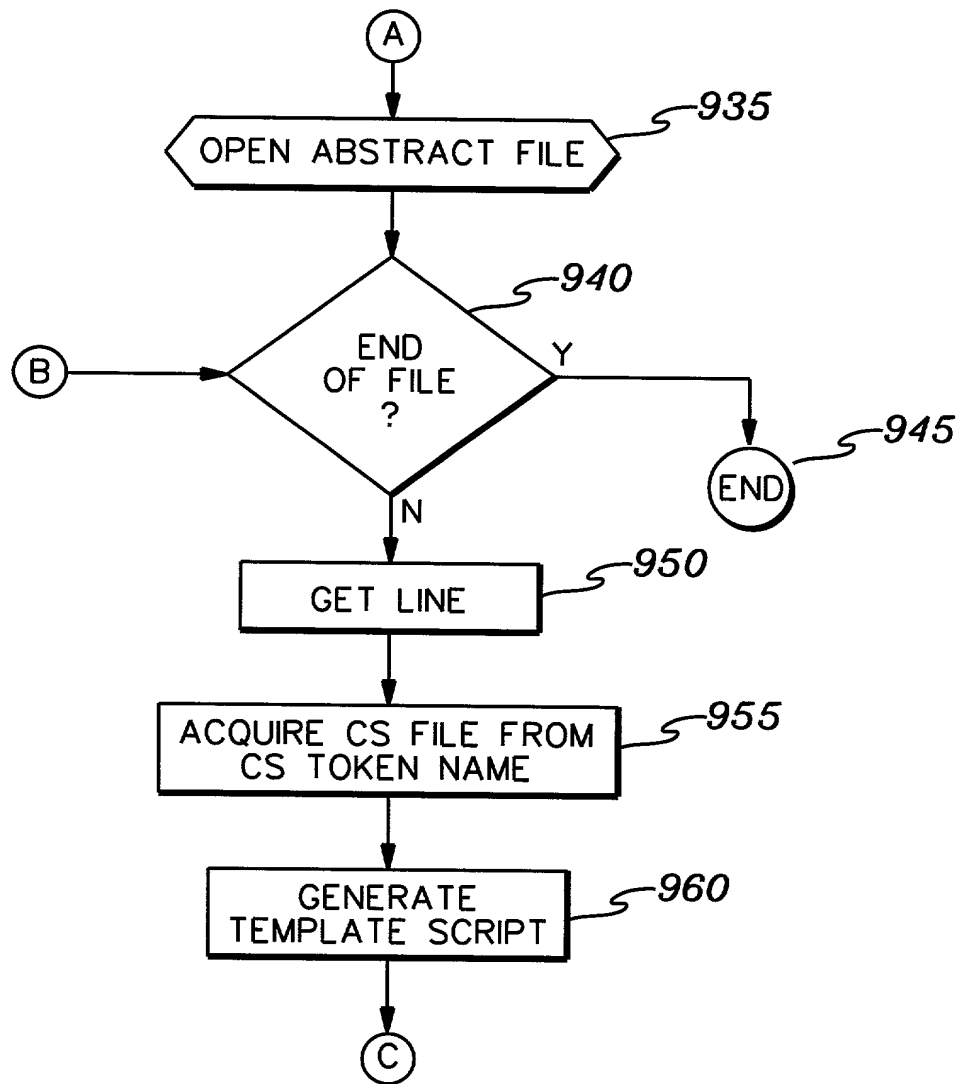 A
935
OPEN ABSTRACT FILE
940
END
OF FILE
?
B
Y
945
END
N
950
GET LINE
955
ACQUIRE CS FILE FROM
CS TOKEN NAME
960
GENERATE
TEMPLATE SCRIPT
C